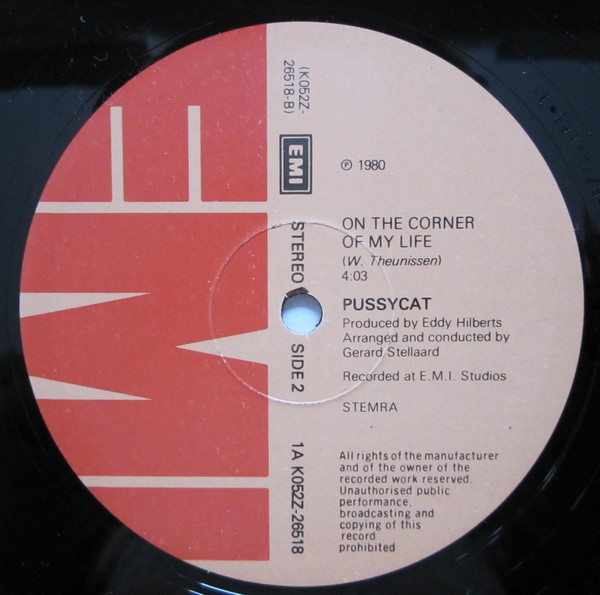 (K052Z-
26518-B)
EMI
STEREO
SIDE 2
1A K052Z-26518
℗ 1980
ON THE CORNER
OF MY LIFE
(W. Theunissen)
4:03
PUSSYCAT
Produced by Eddy Hilberts
Arranged and conducted by
Gerard Stellaard
Recorded at E.M.I. Studios
STEMRA
All rights of the manufacturer
and of the owner of the
recorded work reserved.
Unauthorised public
performance,
broadcasting and
copying of this
record
prohibited
EMI